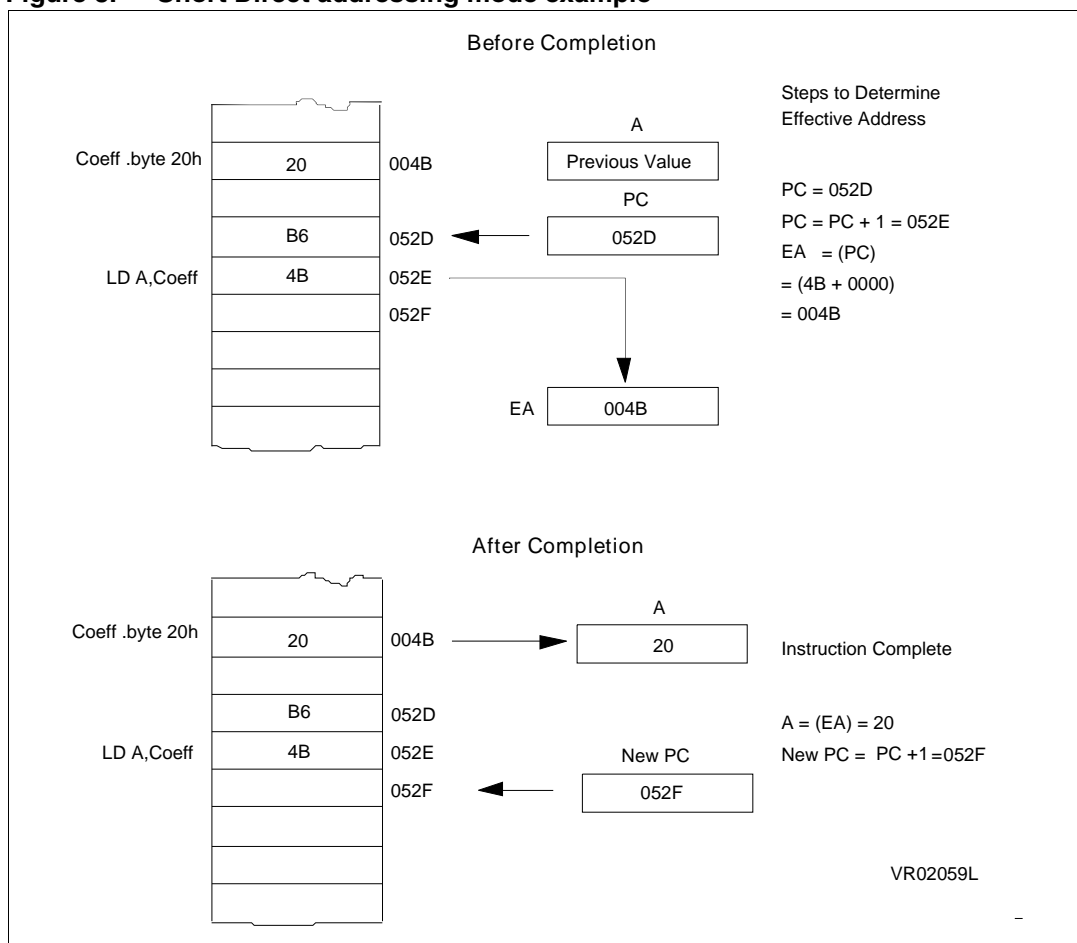 Figure 8. Short Direct addressing mode example
Before Completion
Steps to Determine
Effective Address
A
Coeff .byte 20h
20
004B
Previous Value
PC
PC = 052D
PC = PC + 1 = 052E
B6
052D
052D
EA = (PC)
LD A,Coeff
4B
052E
= (4B + 0000)
052F
= 004B
EA
004B
After Completion
A
Coeff .byte 20h
20
004B
20
Instruction Complete
B6
052D
A = (EA) = 20
LD A,Coeff
4B
052E
New PC
New PC = PC +1=052F
052F
052F
VR02059L